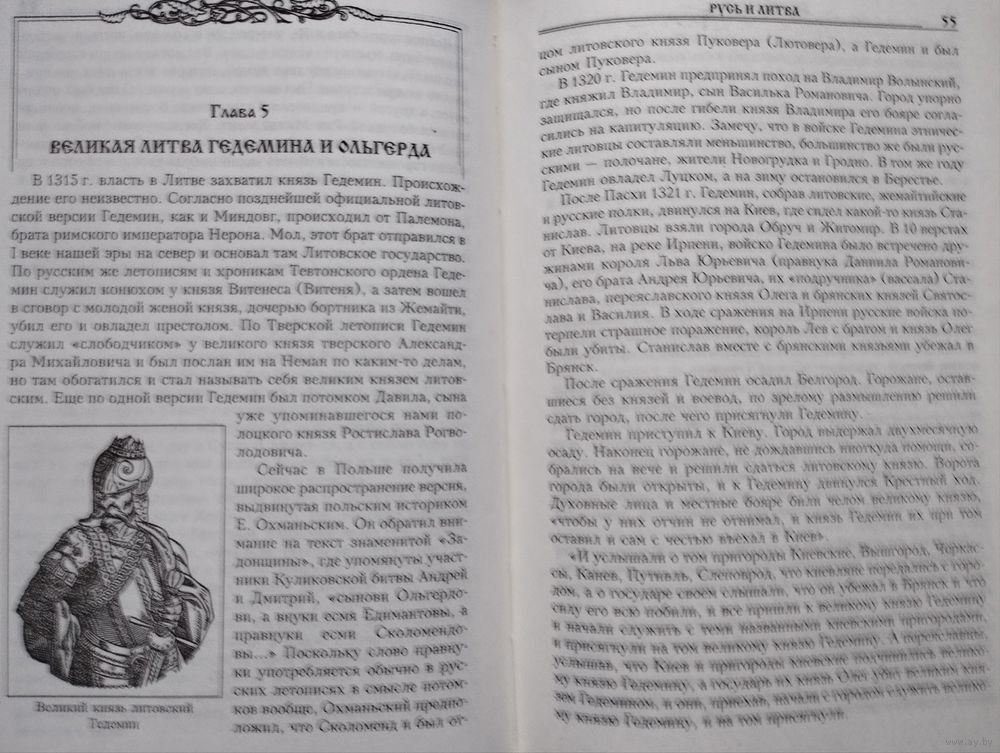 Глава 5
ВЕЛИКАЯ ЛИТВА ГЕДЕМИНА И ОЛЬГЕРДА
В 1315 г. власть в Литве захватил князь Гедемин. Происхож-
дение его неизвестно. Согласно позднейшей официальной литов-
ской версии Гедемин, как и Миндовг, происходил от Палемона,
брата римского императора Нерона. Мол, этот брат отправился в
I веке нашей эры на север и основал там Литовское государство.
По русским же летописям и хроникам Тевтонского ордена Геде-
мин служил конюхом у князя Витенеса (Витеня), а затем вошел
в сговор с молодой женой князя, дочерью бортника из Жемайти,
убил его и овладел престолом. По Тверской летописи Гедемин
служил «слободчиком» у великого князя тверского Александ-
ра Михайловича и был послан им на Неман по каким-то делам,
но там обогатился и стал называть себя великим князем литов-
ским. Еще по одной версии Гедемин был потомком Давила, сына
уже упоминавшегося нами по-
лоцкого князя Ростислава Рогво-
лодовича.
Сейчас в Польше получила
широкое распространение версия,
выдвинутая польским историком
Е. Охманьским. Он обратил вни-
мание на текст знаменитой «За-
донщины», где упомянуты участ-
ники Куликовской битвы Андрей
и Дмитрий, «сынови Ольгердо-
ви, а внуки есмя Едимантовы, а
правнуки есми Сколомендо-
вы...» Поскольку слово правну-
ки употребляется обычно в рус-
ских летописях в смысле потом-
ков вообще, Охманьский предпо-
ложил, что Сколоменд и был от-
Великий князь литовский
Гедемин
РУСЬ И ЛИТВА
55
цом литовского князя Пуковера (Лютовера), а Гедемин и был
сыном Пуковера.
В 1320 г. Гедемин предпринял поход на Владимир Волынский,
где княжил Владимир, сын Василька Романовича. Город упорно
защищался, но после гибели князя Владимира его бояре согла-
сились на капитуляцию. Замечу, что в войске Гедемина этничес-
кие литовцы составляли меньшинство, большинство же были рус-
скими — полочане, жители Новогрудка и Гродно. В том же году
Гедемин овладел Луцком, а на зиму остановился в Берестье.
После Пасхи 1321 г. Гедемин, собрав литовские, жемайтийские
и русские полки, двинулся на Киев, где сидел какой-то князь Ста-
нислав. Литовцы взяли города Обруч и Житомир. В 10 верстах
от Киева, на реке Ирпени, войско Гедемина было встречено дру-
жинами короля Льва Юрьевича (правнука Даниила Романови-
ча), его брата Андрея Юрьевича, их «подручника» (вассала) Ста-
нислава, переяславского князя Олега и брянских князей Святос-
лава и Василия. В ходе сражения на Ирпени русские войска по-
терпели страшное поражение, король Лев с братом и князь Олег
были убиты. Станислав вместе с брянскими князьями убежал в
Брянск.
После сражения Гедемин осадил Белгород. Горожане, остав-
шиеся без князей и воевод, по зрелому размышлению решили
сдать город, после чего присягнули Гедемину.
Гедемин приступил к Киеву. Город выдержал двухмесячную
осаду. Наконец горожане, не дождавшись ниоткуда помощи, со-
брались на вече и решили сдаться литовскому князю. Ворота
города были открыты, и к Гедемину двинулся Крестный ход.
Духовные лица и местные бояре били челом великому князю,
«чтобы у них отчин не отнимал, и князь Гедемин их при том
оставил и сам с честью въехал в Киев».
«И услышали о том пригороды Киевские, Вышгород, Черкас-
сы, Канев, Путивль, Слеповрод, что киевляне передались с горо-
дом, а о государе своем слышали, что он убежал в Брянск и что
силу его всю побили, и все пришли к великому князю Гедемину
и начали служить с теми названными киевскими пригородами,
и присягнули на том великому князю Гедемину. А переяславцы,
услышав, что Киев и пригороды киевские подчинились велико-
му князю Гедемину, а государь их князь Олег убит великим кня-
зем Гедемином, и они, приехав, начали с городом служить велико-
му князю Гедемину, и на том присягнули.
www.ay.by